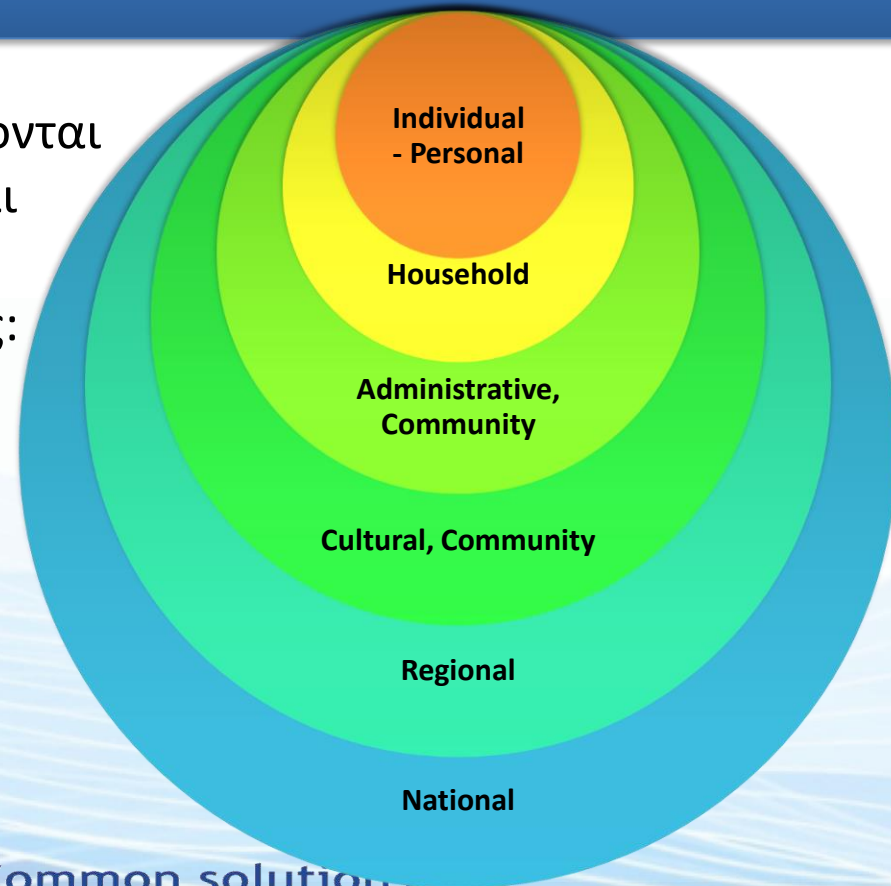 Individual
- Personal
Household
Administrative,
Community
Cultural, Community
Regional
National